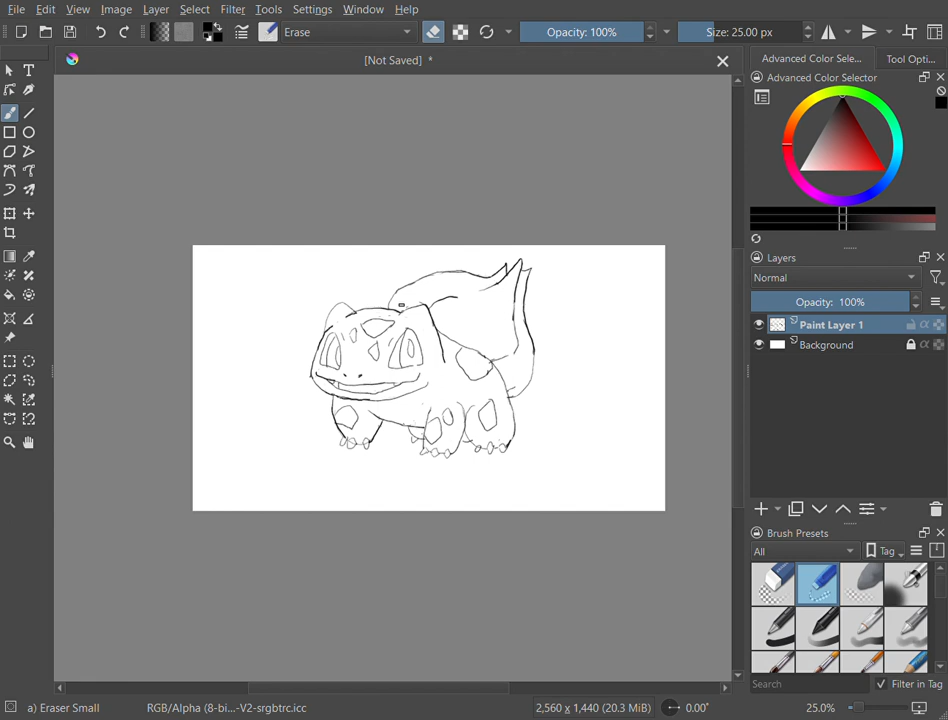 File Edit View Image Layer Select Filter Tools Settings Window Help
Erase Opacity: 100% Size: 25.00 px
[Not Saved] *
Advanced Color Sele... Tool Opti...
Advanced Color Selector
Layers
Normal
Opacity: 100%
Paint Layer 1
Background
Brush Presets
All Tag
Search Filter in Tag
a) Eraser Small RGB/Alpha (8-bi...-V2-srgbtrc.icc 2,560 x 1,440 (20.3 MiB) 0.00° 25.0%